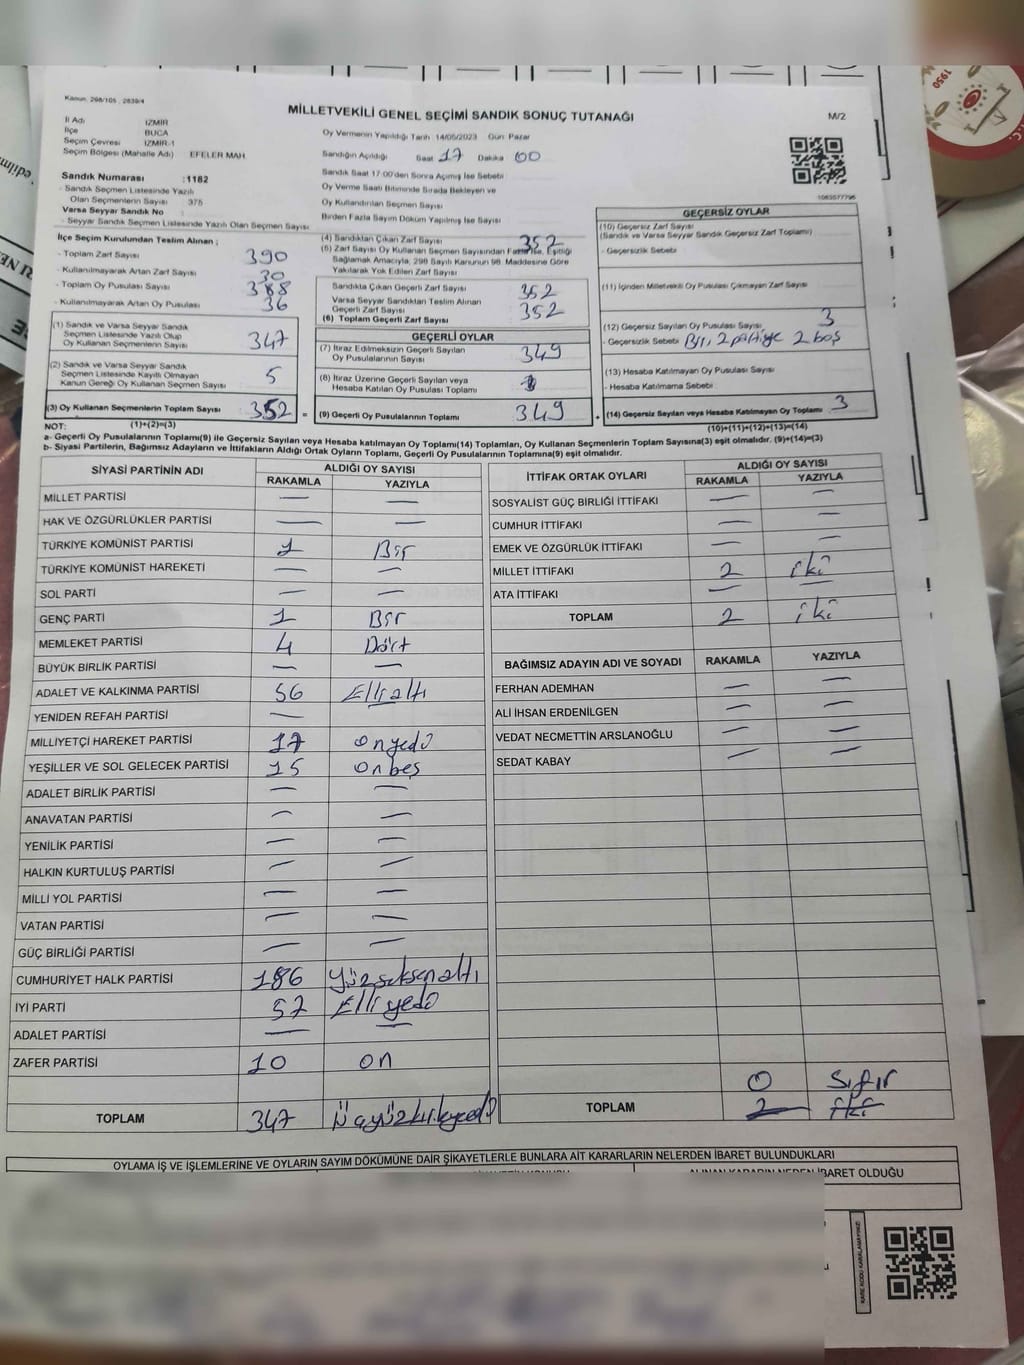 Kanun: 298/105 , 2839/4
MİLLETVEKİLİ GENEL SEÇİMİ SANDIK SONUÇ TUTANAĞI
M/2
İl Adı İZMİR
İlçe BUCA
Seçim Çevresi İZMİR-1
Seçim Bölgesi (Mahalle Adı) EFELER MAH.
Oy Vermenin Yapıldığı Tarih 14/05/2023 Gün Pazar
Sandığın Açıldığı Saat 17 Dakika 00
Sandık Numarası :1182
- Sandık Seçmen Listesinde Yazılı
Olan Seçmenlerin Sayısı 375
Varsa Seyyar Sandık No
- Seyyar Sandık Seçmen Listesinde Yazılı Olan Seçmen Sayısı
Sandık Saat 17:00'den Sonra Açılmış İse Sebebi
Oy Verme Saati Bitiminde Sırada Bekleyen ve
Oy Kullandırılan Seçmen Sayısı
Birden Fazla Sayım Döküm Yapılmış İse Sayısı
1083577796
İlçe Seçim Kurulundan Teslim Alınan ;
- Toplam Zarf Sayısı 390
- Kullanılmayarak Artan Zarf Sayısı 30
- Toplam Oy Pusulası Sayısı 388
- Kullanılmayarak Artan Oy Pusulası 36
(1) Sandık ve Varsa Seyyar Sandık
Seçmen Listesinde Yazılı Olup
Oy Kullanan Seçmenlerin Sayısı 347
(2) Sandık ve Varsa Seyyar Sandık
Seçmen Listesinde Kayıtlı Olmayan
Kanun Gereği Oy Kullanan Seçmen Sayısı 5
(3) Oy Kullanan Seçmenlerin Toplam Sayısı 352 =
(1)+(2)=(3)
(4) Sandıktan Çıkan Zarf Sayısı 352
(5) Zarf Sayısı Oy Kullanan Seçmen Sayısından Fazla İse, Eşitliği
Sağlamak Amacıyla, 298 Sayılı Kanunun 98. Maddesine Göre
Yakılarak Yok Edilen Zarf Sayısı
Sandıkta Çıkan Geçerli Zarf Sayısı 352
Varsa Seyyar Sandıktan Teslim Alınan
Geçerli Zarf Sayısı 352
(6) Toplam Geçerli Zarf Sayısı
GEÇERLİ OYLAR
(7) İtiraz Edilmeksizin Geçerli Sayılan
Oy Pusulalarının Sayısı 349
(8) İtiraz Üzerine Geçerli Sayılan veya
Hesaba Katılan Oy Pusulası Toplamı
(9) Geçerli Oy Pusulalarının Toplamı 349 +
GEÇERSİZ OYLAR
(10) Geçersiz Zarf Sayısı
(Sandık ve Varsa Seyyar Sandık Geçersiz Zarf Toplamı)
- Geçersizlik Sebebi
(11) İçinden Milletvekili Oy Pusulası Çıkmayan Zarf Sayısı
(12) Geçersiz Sayılan Oy Pusulası Sayısı 3
- Geçersizlik Sebebi Bir, 2 partiye 2 boş
(13) Hesaba Katılmayan Oy Pusulası Sayısı
- Hesaba Katılmama Sebebi
(14) Geçersiz Sayılan veya Hesaba Katılmayan Oy Toplamı 3
(10)+(11)+(12)+(13)=(14)
NOT:
a- Geçerli Oy Pusulalarının Toplamı(9) ile Geçersiz Sayılan veya Hesaba katılmayan Oy Toplamı(14) Toplamları, Oy Kullanan Seçmenlerin Toplam Sayısına(3) eşit olmalıdır. (9)+(14)=(3)
b- Siyasi Partilerin, Bağımsız Adayların ve İttifakların Aldığı Ortak Oyların Toplamı, Geçerli Oy Pusulalarının Toplamına(9) eşit olmalıdır.
SİYASİ PARTİNİN ADI
ALDIĞI OY SAYISI
RAKAMLA YAZIYLA
MİLLET PARTİSİ — —
HAK VE ÖZGÜRLÜKLER PARTİSİ — —
TÜRKİYE KOMÜNİST PARTİSİ 1 Bir
TÜRKİYE KOMÜNİST HAREKETİ — —
SOL PARTİ — —
GENÇ PARTİ 1 Bir
MEMLEKET PARTİSİ 4 Dört
BÜYÜK BİRLİK PARTİSİ — —
ADALET VE KALKINMA PARTİSİ 56 Elli altı
YENİDEN REFAH PARTİSİ —
MİLLİYETÇİ HAREKET PARTİSİ 17 onyedi
YEŞİLLER VE SOL GELECEK PARTİSİ 15 onbeş
ADALET BİRLİK PARTİSİ — —
ANAVATAN PARTİSİ — —
YENİLİK PARTİSİ — —
HALKIN KURTULUŞ PARTİSİ — —
MİLLİ YOL PARTİSİ — —
VATAN PARTİSİ — —
GÜÇ BİRLİĞİ PARTİSİ — —
CUMHURİYET HALK PARTİSİ 186 yüzseksenaltı
İYİ PARTİ 57 Elli yedi
ADALET PARTİSİ — —
ZAFER PARTİSİ 10 on
TOPLAM 347 Üçyüzkırkyedi
İTTİFAK ORTAK OYLARI
ALDIĞI OY SAYISI
RAKAMLA YAZIYLA
SOSYALİST GÜÇ BİRLİĞİ İTTİFAKI — —
CUMHUR İTTİFAKI — —
EMEK VE ÖZGÜRLÜK İTTİFAKI — —
MİLLET İTTİFAKI 2 iki
ATA İTTİFAKI — —
TOPLAM 2 iki
BAĞIMSIZ ADAYIN ADI VE SOYADI RAKAMLA YAZIYLA
FERHAN ADEMHAN — —
ALİ İHSAN ERDENİLGEN — —
VEDAT NECMETTİN ARSLANOĞLU — —
SEDAT KABAY — —
0 Sıfır
TOPLAM 2 iki
OYLAMA İŞ VE İŞLEMLERİNE VE OYLARIN SAYIM DÖKÜMÜNE DAİR ŞİKAYETLERLE BUNLARA AİT KARARLARIN NELERDEN İBARET BULUNDUKLARI
ALINAN KARARIN NEDEN İBARET OLDUĞU
KARE KODU KARALAMAYINIZ!
1950